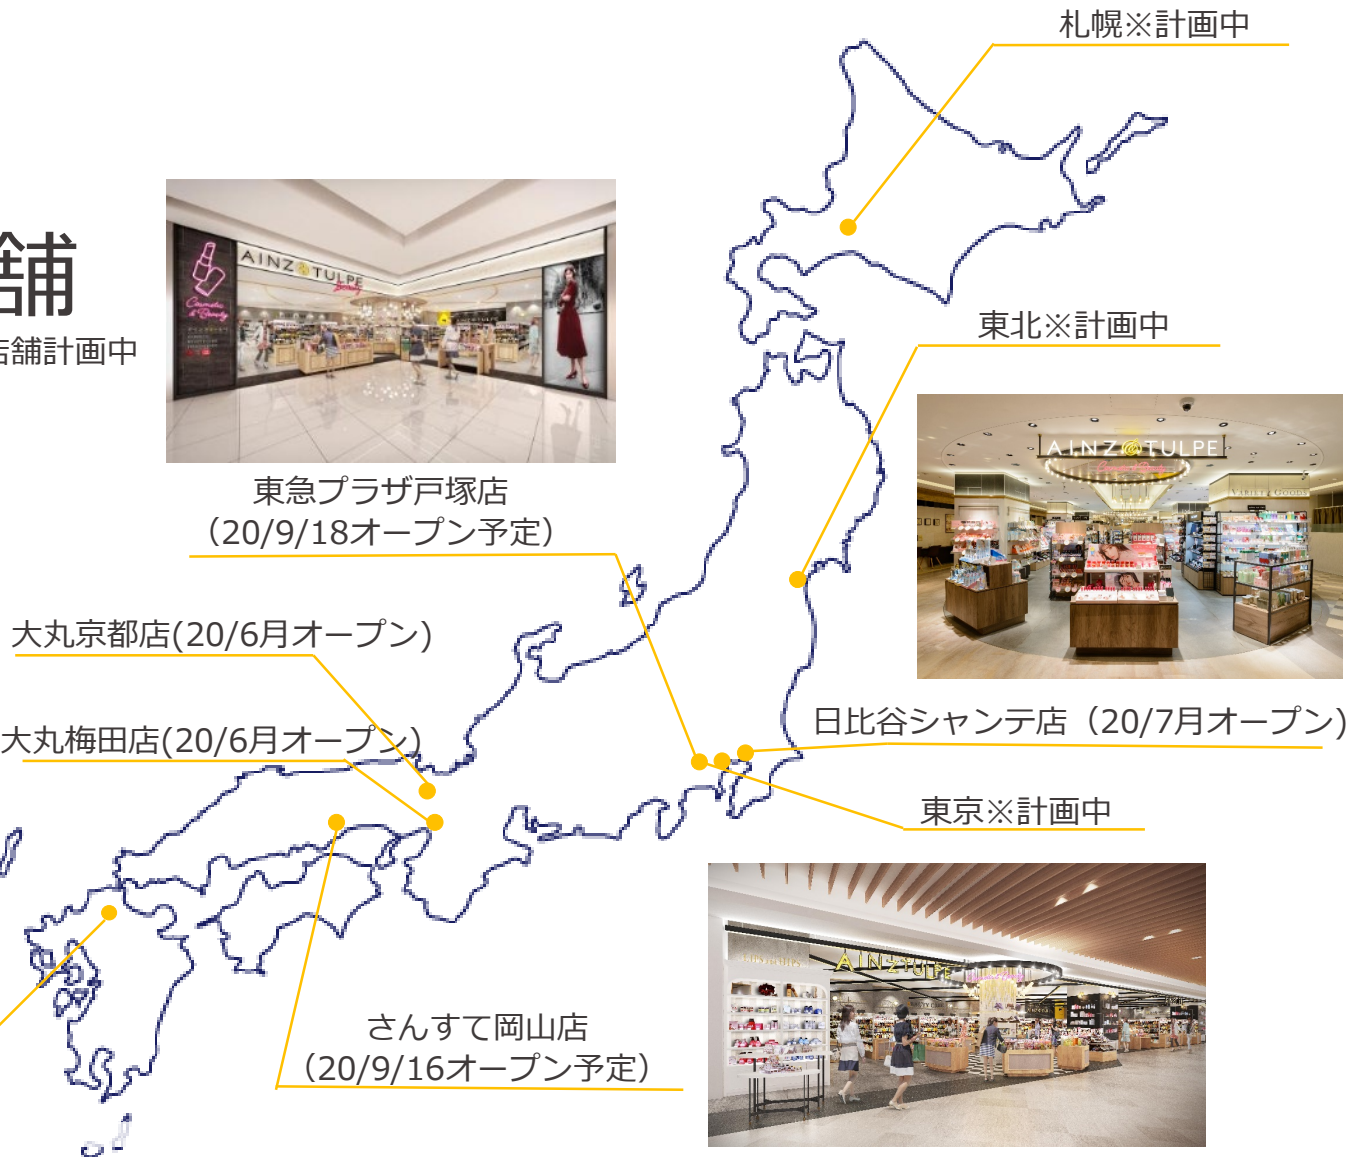 札幌※計画中
舗
店舗計画中
AINZ TULPE
Cosmetic
& Beauty
東北※計画中
AINZ@TULPE
VARIETY GOODS
東急プラザ戸塚店
（20/9/18オープン予定）
大丸京都店(20/6月オープン)
日比谷シャンテ店（20/7月オープン)
大丸梅田店(20/6月オープン)
東京※計画中
AINZ TULPE
さんすて岡山店
（20/9/16オープン予定）